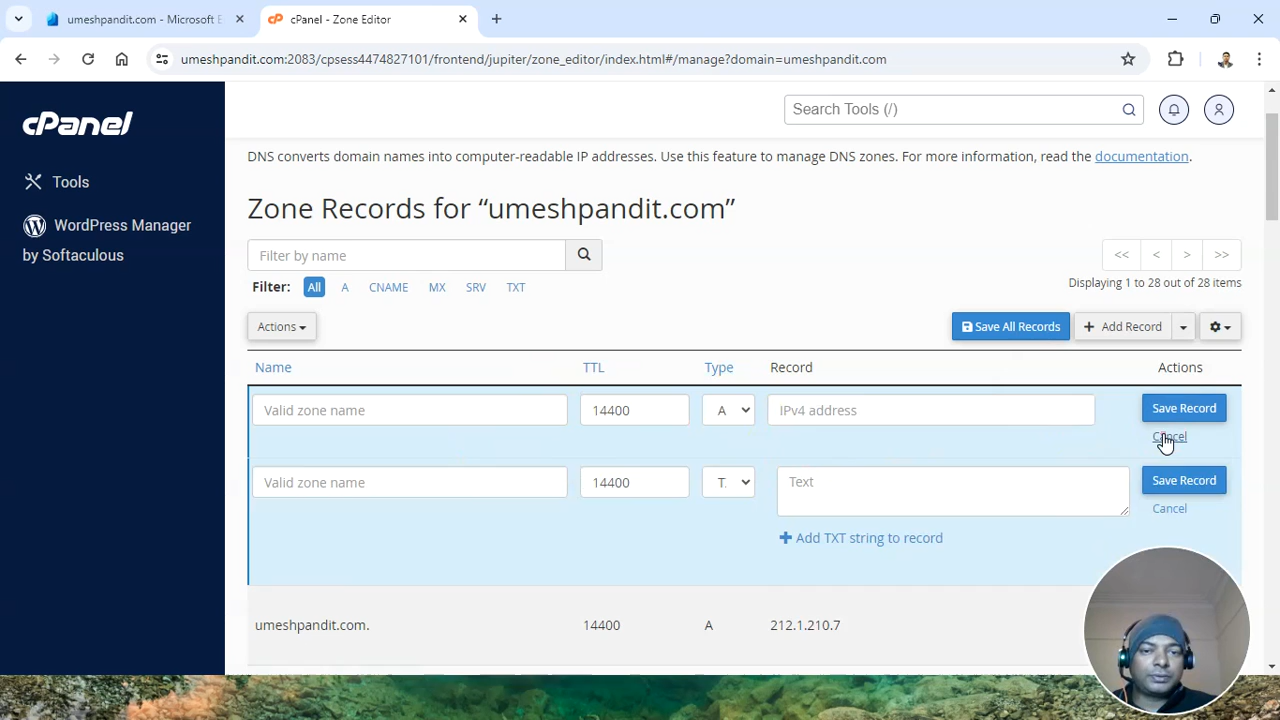 umeshpandit.com - Microsoft E
cPanel - Zone Editor
umeshpandit.com:2083/cpsess4474827101/frontend/jupiter/zone_editor/index.html#/manage?domain=umeshpandit.com
cPanel
Search Tools (/)
Tools
WordPress Manager
by Softaculous
DNS converts domain names into computer-readable IP addresses. Use this feature to manage DNS zones. For more information, read the documentation.
Zone Records for “umeshpandit.com”
Filter by name
<< < > >>
Filter: All A CNAME MX SRV TXT
Displaying 1 to 28 out of 28 items
Actions
Save All Records
Add Record
Name TTL Type Record Actions
Valid zone name 14400 A IPv4 address Save Record
Cancel
Valid zone name 14400 T. Text Save Record
Cancel
Add TXT string to record
umeshpandit.com. 14400 A 212.1.210.7